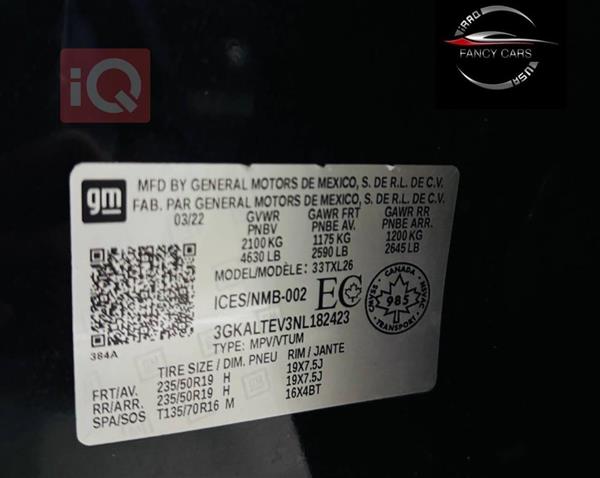 iQ
IRAQ
FANCY CARS
USA
gm
MFD BY GENERAL MOTORS DE MEXICO, S. DE R.L. DE C.V.
FAB. PAR GENERAL MOTORS DE MEXICO, S. DE R.L. DE C.V.
03/22 GVWR GAWR FRT GAWR RR
PNBV PNBE AV. PNBE ARR.
2100 KG 1175 KG 1200 KG
4630 LB 2590 LB 2645 LB
MODEL/MODÈLE: 33TXL26
ICES/NMB-002 EC
CANADA
CMVSS 985 NSVAC
TRANSPORT
3GKALTEV3NL182423
384A
TYPE: MPV/VTUM
TIRE SIZE / DIM. PNEU RIM / JANTE
FRT/AV. 235/50R19 H 19X7.5J
RR/ARR. 235/50R19 H 19X7.5J
SPA/SOS T135/70R16 M 16X4BT